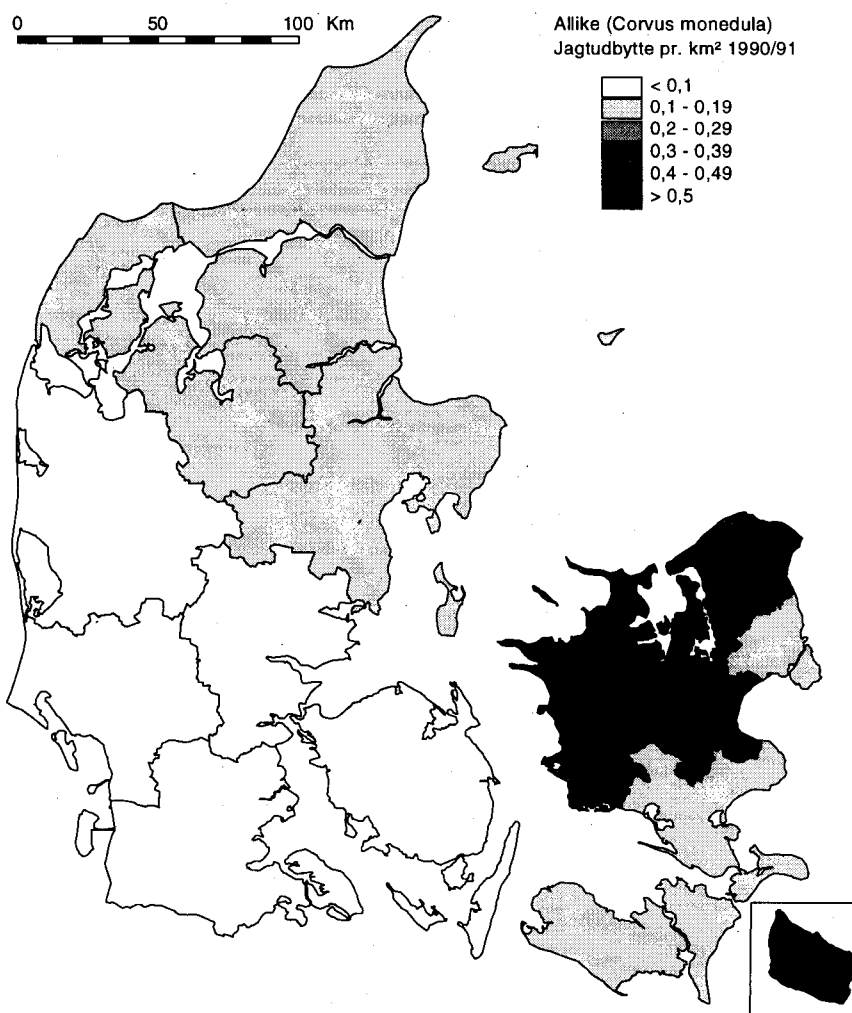 0 50 100 Km
Allike (Corvus monedula)
Jagtudbytte pr. km² 1990/91
< 0,1
0,1 - 0,19
0,2 - 0,29
0,3 - 0,39
0,4 - 0,49
> 0,5